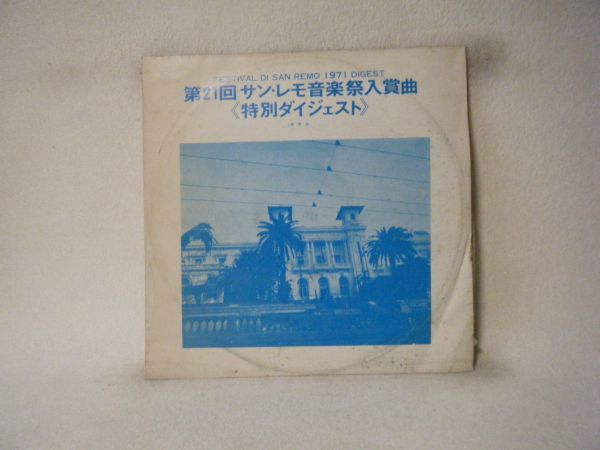 FESTIVAL DI SAN REMO 1971 DIGEST
第21回サン・レモ音楽祭入賞曲
《特別ダイジェスト》